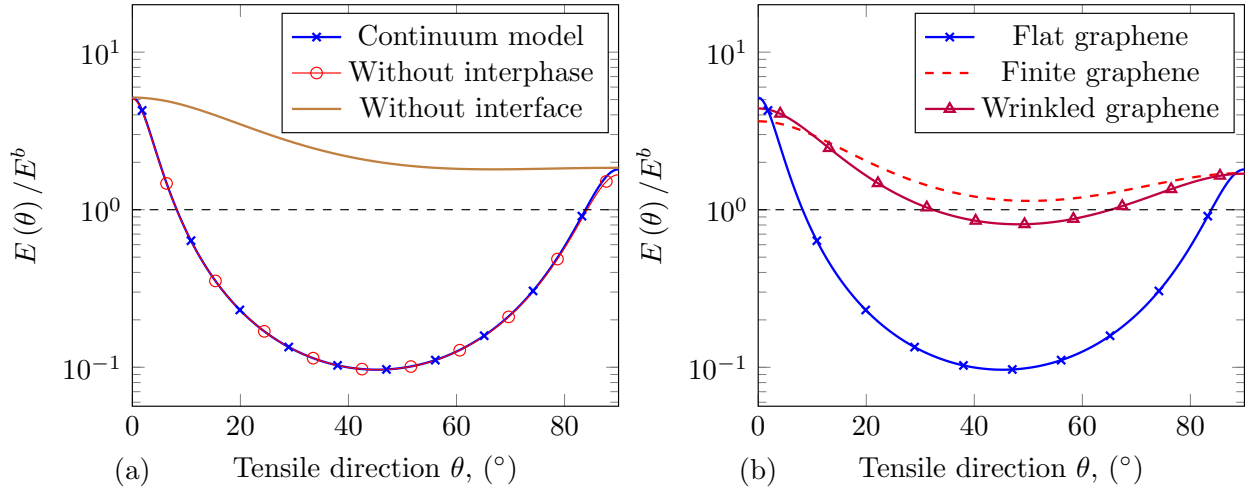 Continuum model
Without interphase
Without interface
10^1
10^0
10^−1
E (θ) /E^b
0 20 40 60 80
(a) Tensile direction θ, (°)
Flat graphene
Finite graphene
Wrinkled graphene
10^1
10^0
10^−1
E (θ) /E^b
0 20 40 60 80
(b) Tensile direction θ, (°)